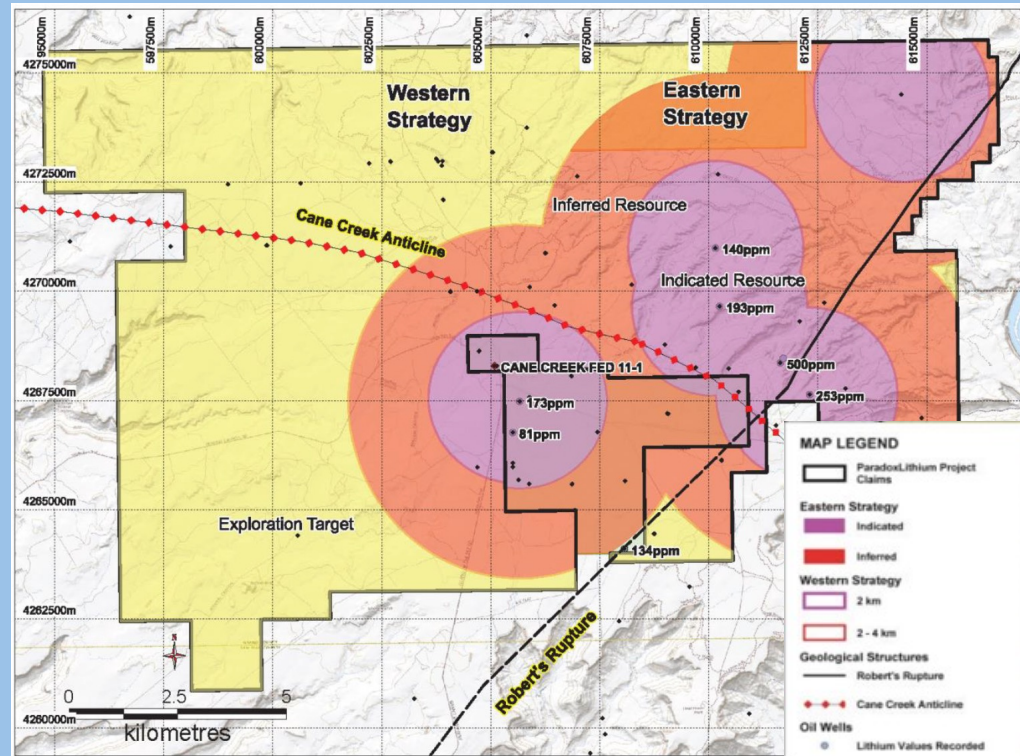 595000m
597500m
600000m
602500m
605000m
607500m
610000m
612500m
615000m
4275000m
Western
Strategy
Eastern
Strategy
4272500m
Inferred Resource
Cane Creek Anticline
140ppm
4270000m
Indicated Resource
193ppm
500ppm
CANE CREEK FED 11-1
4267500m
173ppm
253ppm
81ppm
4265000m
Exploration Target
134ppm
4262500m
Robert's Rupture
4260000m
0 2.5 5
kilometres
MAP LEGEND
ParadoxLithium Project
Claims
Eastern Strategy
Indicated
Inferred
Western Strategy
2 km
2 - 4 km
Geological Structures
Robert's Rupture
Cane Creek Anticline
Oil Wells
Lithium Values Recorded